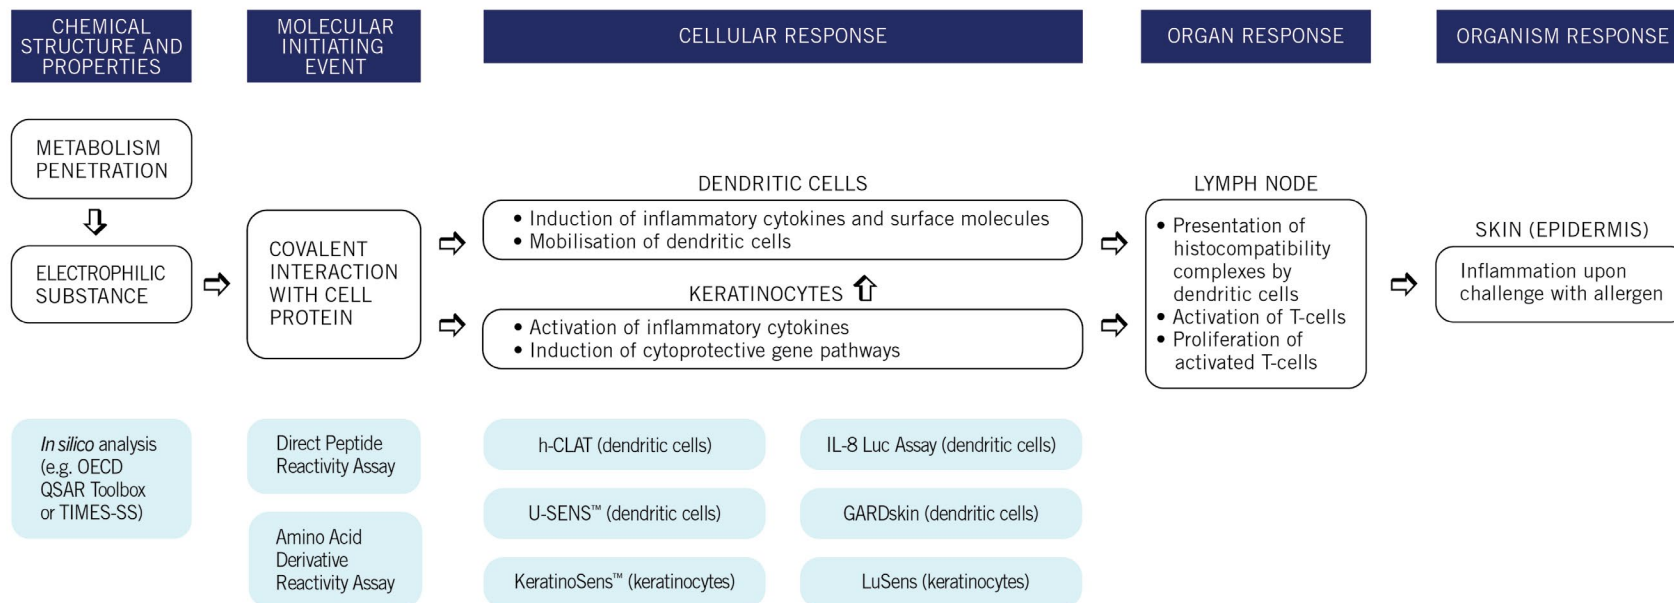 CHEMICAL
STRUCTURE AND
PROPERTIES
MOLECULAR
INITIATING
EVENT
CELLULAR RESPONSE
ORGAN RESPONSE
ORGANISM RESPONSE
METABOLISM
PENETRATION
ELECTROPHILIC
SUBSTANCE
COVALENT
INTERACTION
WITH CELL
PROTEIN
DENDRITIC CELLS
• Induction of inflammatory cytokines and surface molecules
• Mobilisation of dendritic cells
KERATINOCYTES
• Activation of inflammatory cytokines
• Induction of cytoprotective gene pathways
LYMPH NODE
• Presentation of
histocompatibility
complexes by
dendritic cells
• Activation of T-cells
• Proliferation of
activated T-cells
SKIN (EPIDERMIS)
Inflammation upon
challenge with allergen
In silico analysis
(e.g. OECD
QSAR Toolbox
or TIMES-SS)
Direct Peptide
Reactivity Assay
Amino Acid
Derivative
Reactivity Assay
h-CLAT (dendritic cells)
IL-8 Luc Assay (dendritic cells)
U-SENS™ (dendritic cells)
GARDskin (dendritic cells)
KeratinoSens™ (keratinocytes)
LuSens (keratinocytes)